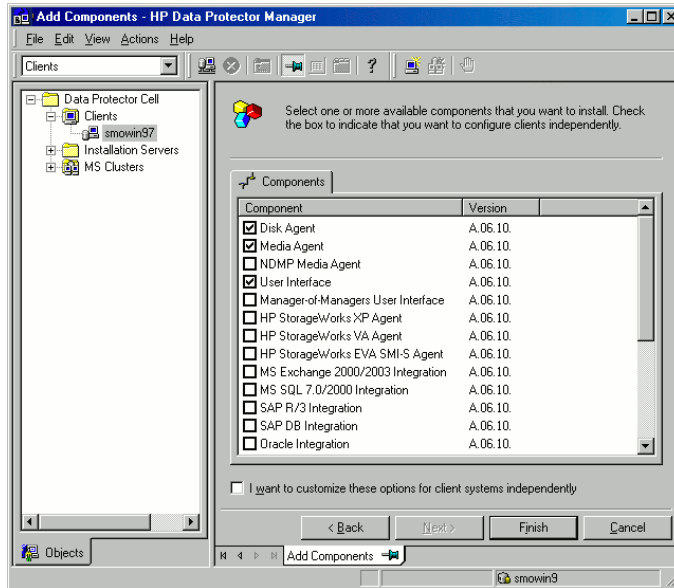 Add Components - HP Data Protector Manager
File Edit View Actions Help
Clients
Data Protector Cell
Clients
smowin97
Installation Servers
MS Clusters
Objects
Select one or more available components that you want to install. Check
the box to indicate that you want to configure clients independently.
Components
Component Version
Disk Agent A.06.10.
Media Agent A.06.10.
NDMP Media Agent A.06.10.
User Interface A.06.10.
Manager-of-Managers User Interface A.06.10.
HP StorageWorks XP Agent A.06.10.
HP StorageWorks VA Agent A.06.10.
HP StorageWorks EVA SMI-S Agent A.06.10.
MS Exchange 2000/2003 Integration A.06.10.
MS SQL 7.0/2000 Integration A.06.10.
SAP R/3 Integration A.06.10.
SAP DB Integration A.06.10.
Oracle Integration A.06.10.
I want to customize these options for client systems independently
< Back Next > Finish Cancel
Add Components
smowin9